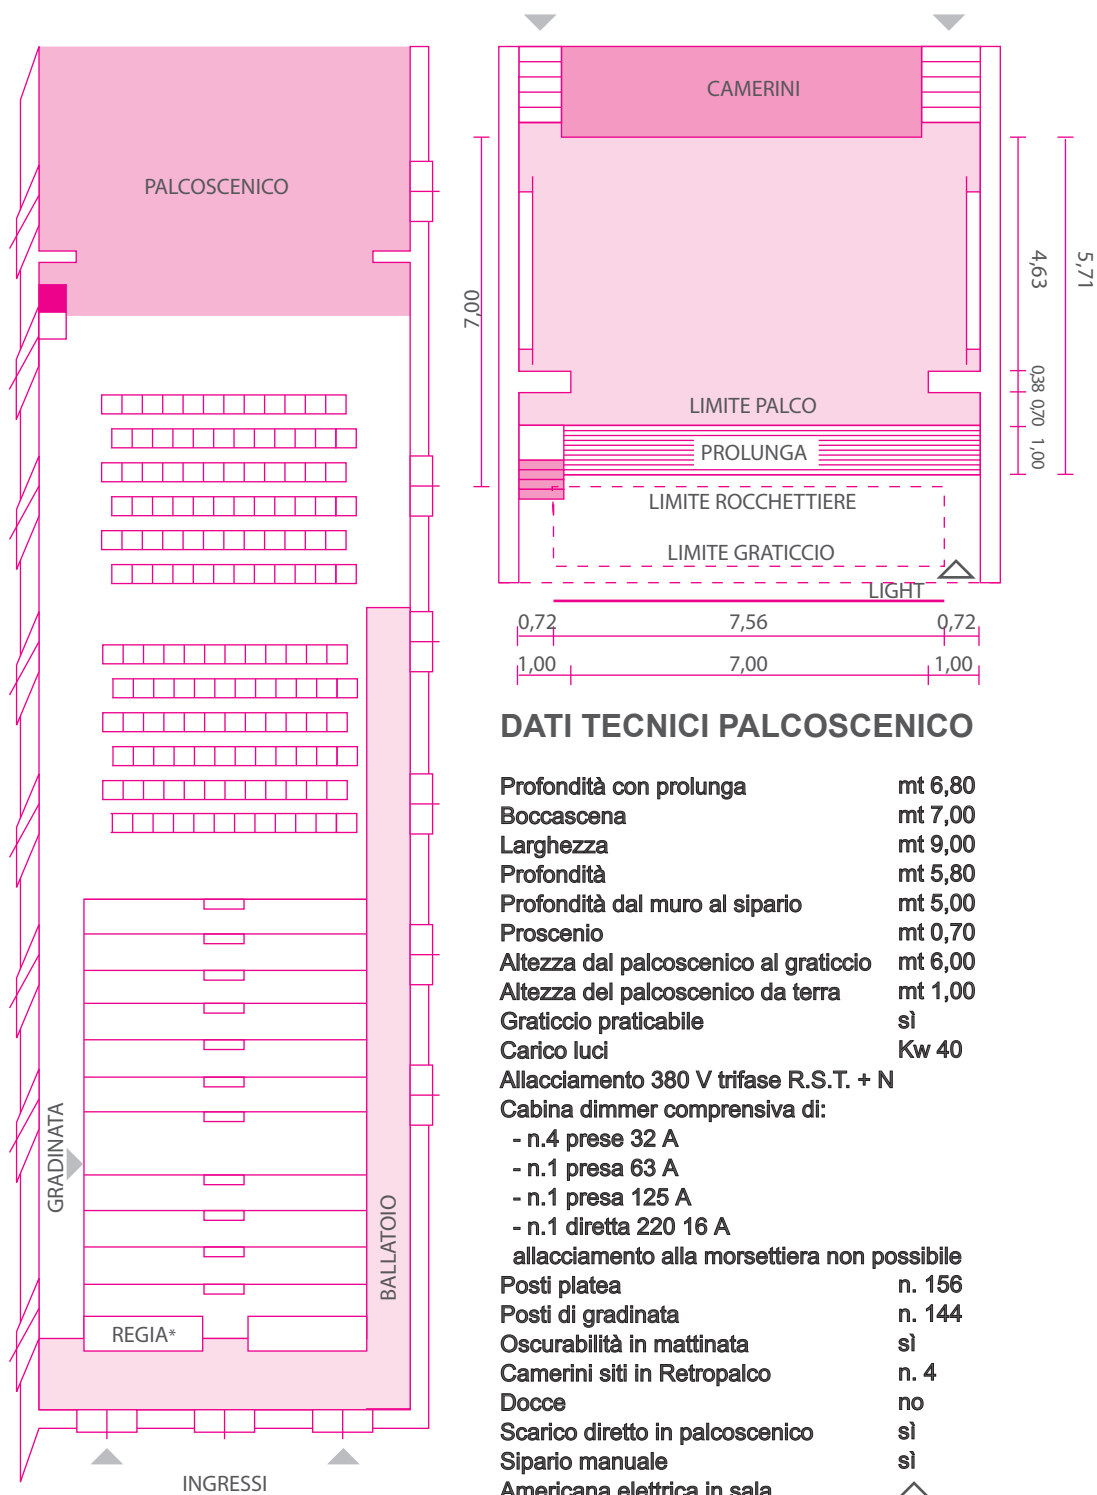 PALCOSCENICO
GRADINATA
BALLATOIO
REGIA*
INGRESSI
CAMERINI
7,00
4,63
5,71
0,38
0,70
1,00
LIMITE PALCO
PROLUNGA
LIMITE ROCCHETTIERE
LIMITE GRATICCIO
LIGHT
0,72 7,56 0,72
1,00 7,00 1,00
DATI TECNICI PALCOSCENICO
Profondità con prolunga mt 6,80
Boccascena mt 7,00
Larghezza mt 9,00
Profondità mt 5,80
Profondità dal muro al sipario mt 5,00
Proscenio mt 0,70
Altezza dal palcoscenico al graticcio mt 6,00
Altezza del palcoscenico da terra mt 1,00
Graticcio praticabile sì
Carico luci Kw 40
Allacciamento 380 V trifase R.S.T. + N
Cabina dimmer comprensiva di:
- n.4 prese 32 A
- n.1 presa 63 A
- n.1 presa 125 A
- n.1 diretta 220 16 A
allacciamento alla morsettiera non possibile
Posti platea n. 156
Posti di gradinata n. 144
Oscurabilità in mattinata sì
Camerini siti in Retropalco n. 4
Docce no
Scarico diretto in palcoscenico sì
Sipario manuale sì
Americana elettrica in sala